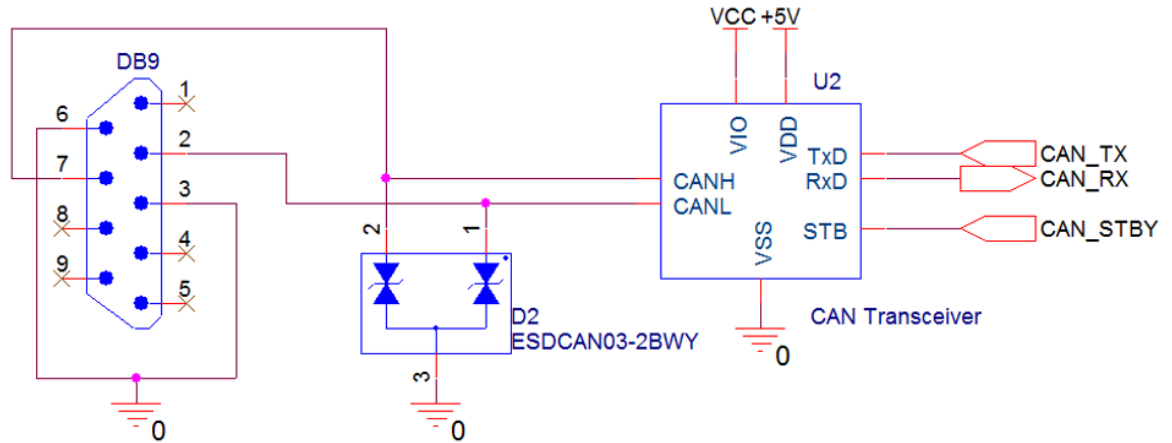 VCC +5V
DB9
U2
1
6
VIO
VDD
2
TxD
CAN_TX
7
CANH
RxD
CAN_RX
3
CANL
8
2
1
STB
CAN_STBY
4
VSS
9
5
D2
CAN Transceiver
ESDCAN03-2BWY
0
3
0
0